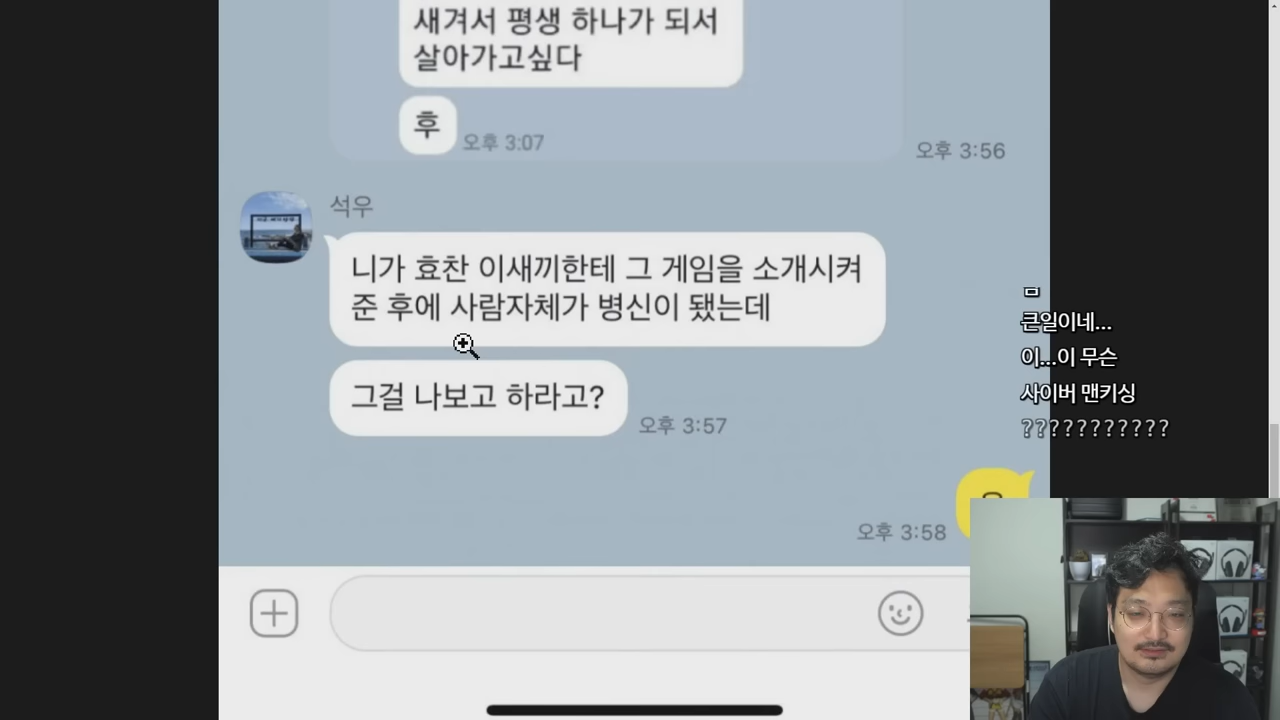 새겨서 평생 하나가 되서
살아가고싶다
후
오후 3:07
오후 3:56
석우
니가 효찬 이새끼한테 그 게임을 소개시켜
준 후에 사람자체가 병신이 됐는데
그걸 나보고 하라고?
오후 3:57
오후 3:58
ㅁ
큰일이네...
이...이 무슨
사이버 맨키싱
???????????